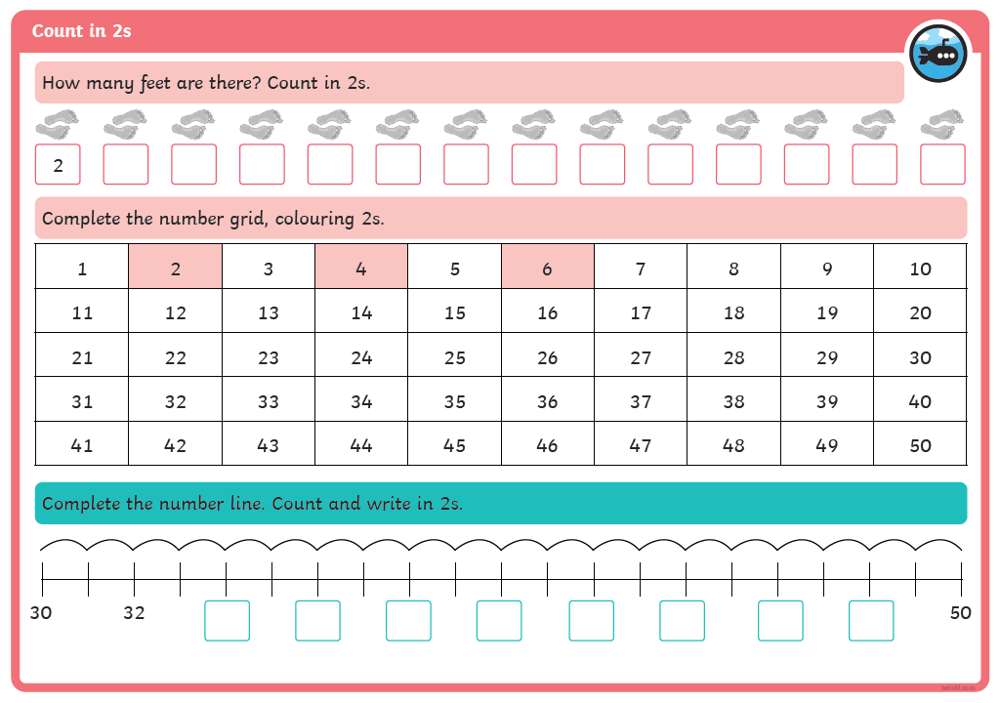 Count in 2s
How many feet are there? Count in 2s.
2
Complete the number grid, colouring 2s.
1 2 3 4 5 6 7 8 9 10
11 12 13 14 15 16 17 18 19 20
21 22 23 24 25 26 27 28 29 30
31 32 33 34 35 36 37 38 39 40
41 42 43 44 45 46 47 48 49 50
Complete the number line. Count and write in 2s.
30 32 50
twinkl.com